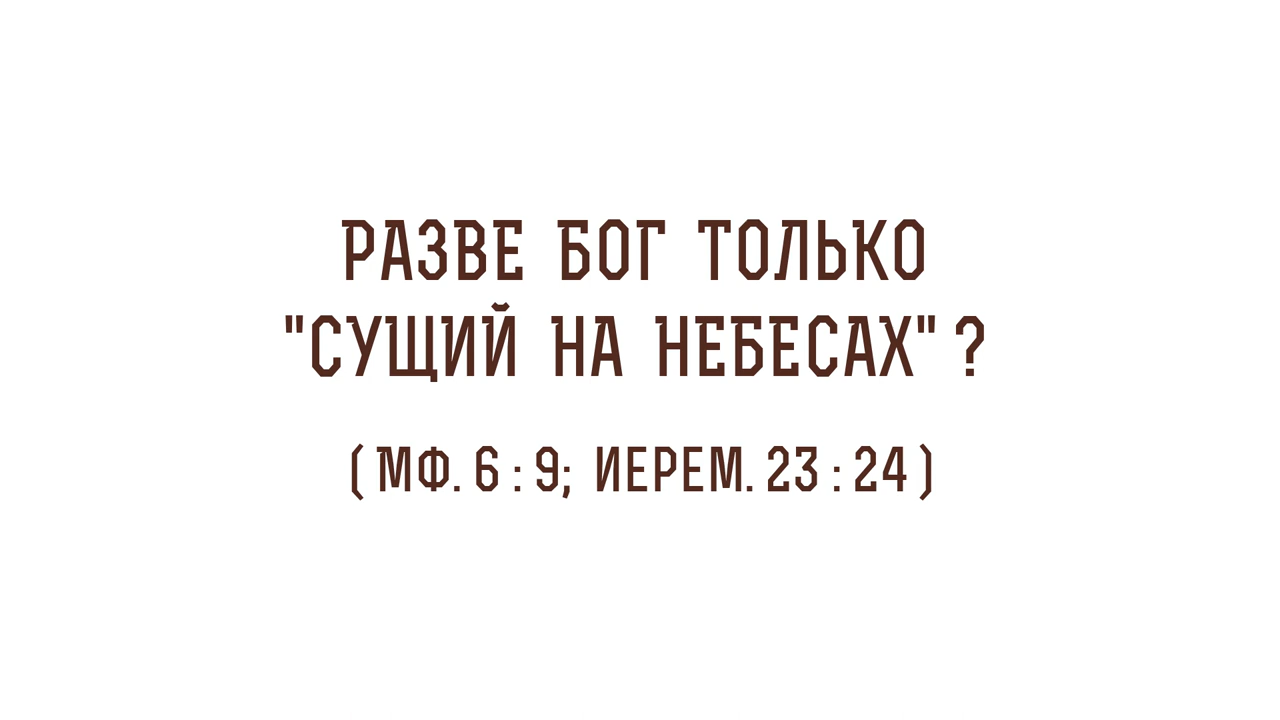 РАЗВЕ БОГ ТОЛЬКО
"СУЩИЙ НА НЕБЕСАХ" ?
( МФ. 6 : 9; ИЕРЕМ. 23 : 24 )